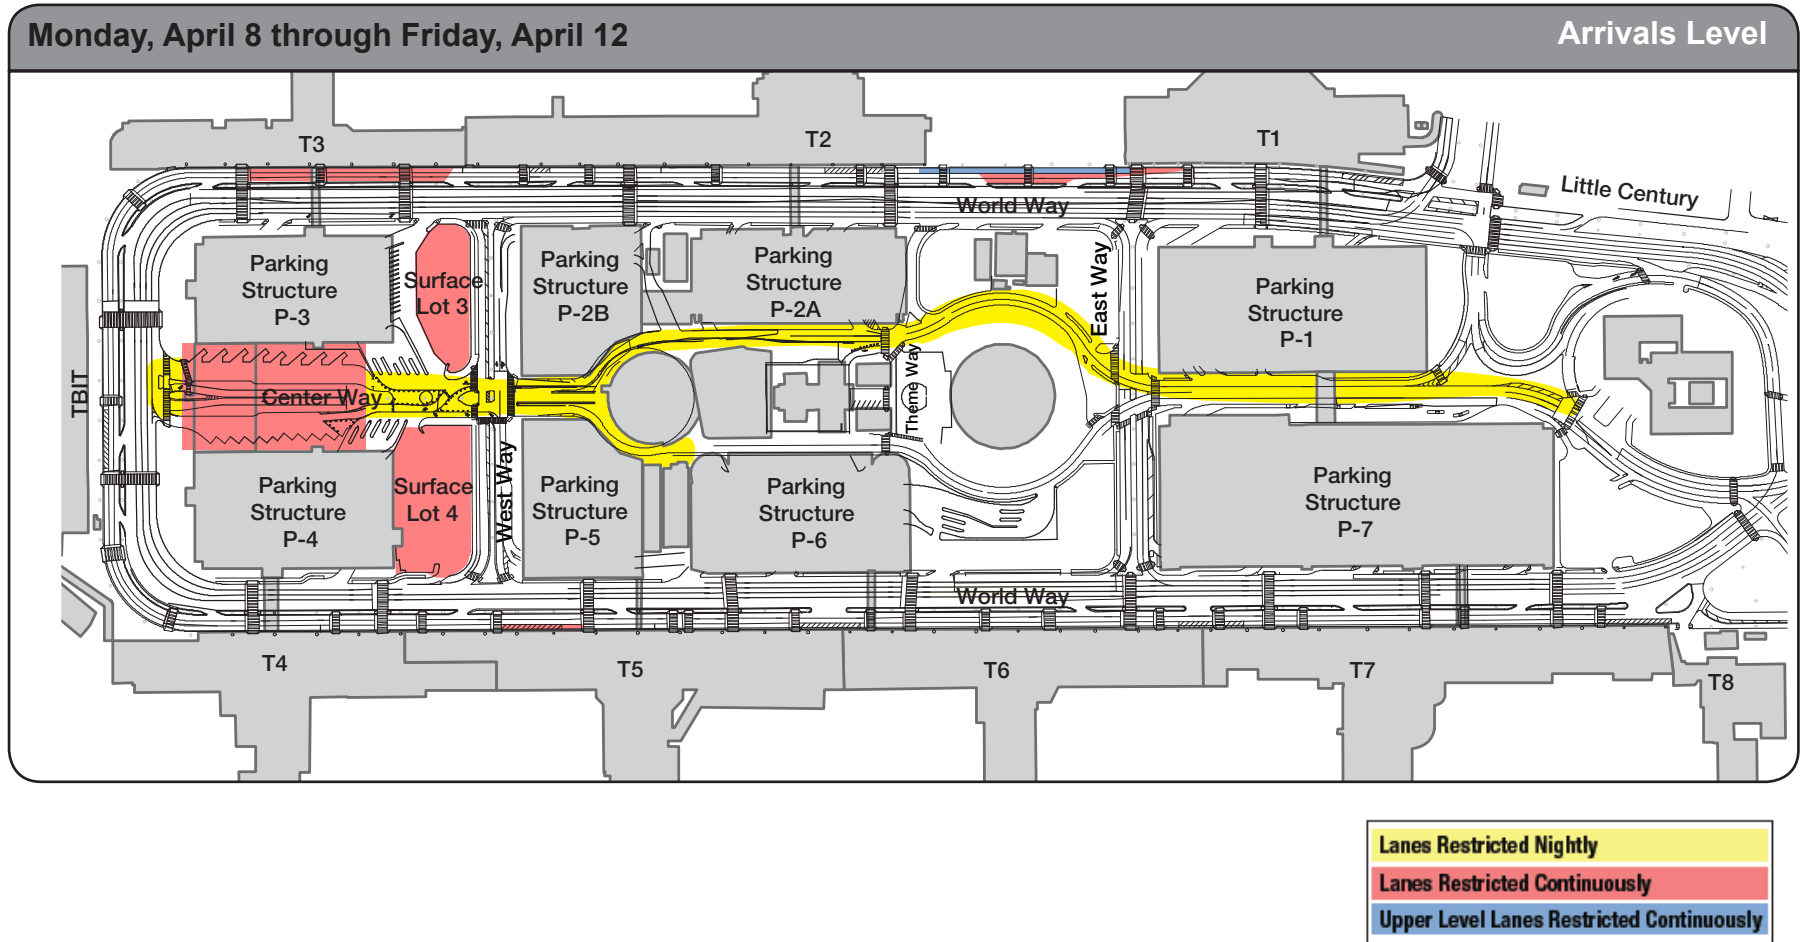 Monday, April 8 through Friday, April 12
Arrivals Level
T3
T2
T1
Little Century
World Way
Parking
Structure
P-3
Surface
Lot 3
Parking
Structure
P-2B
Parking
Structure
P-2A
East Way
Parking
Structure
P-1
TBIT
Center Way
Theme Way
West Way
Parking
Structure
P-4
Surface
Lot 4
Parking
Structure
P-5
Parking
Structure
P-6
Parking
Structure
P-7
World Way
T4
T5
T6
T7
T8
Lanes Restricted Nightly
Lanes Restricted Continuously
Upper Level Lanes Restricted Continuously